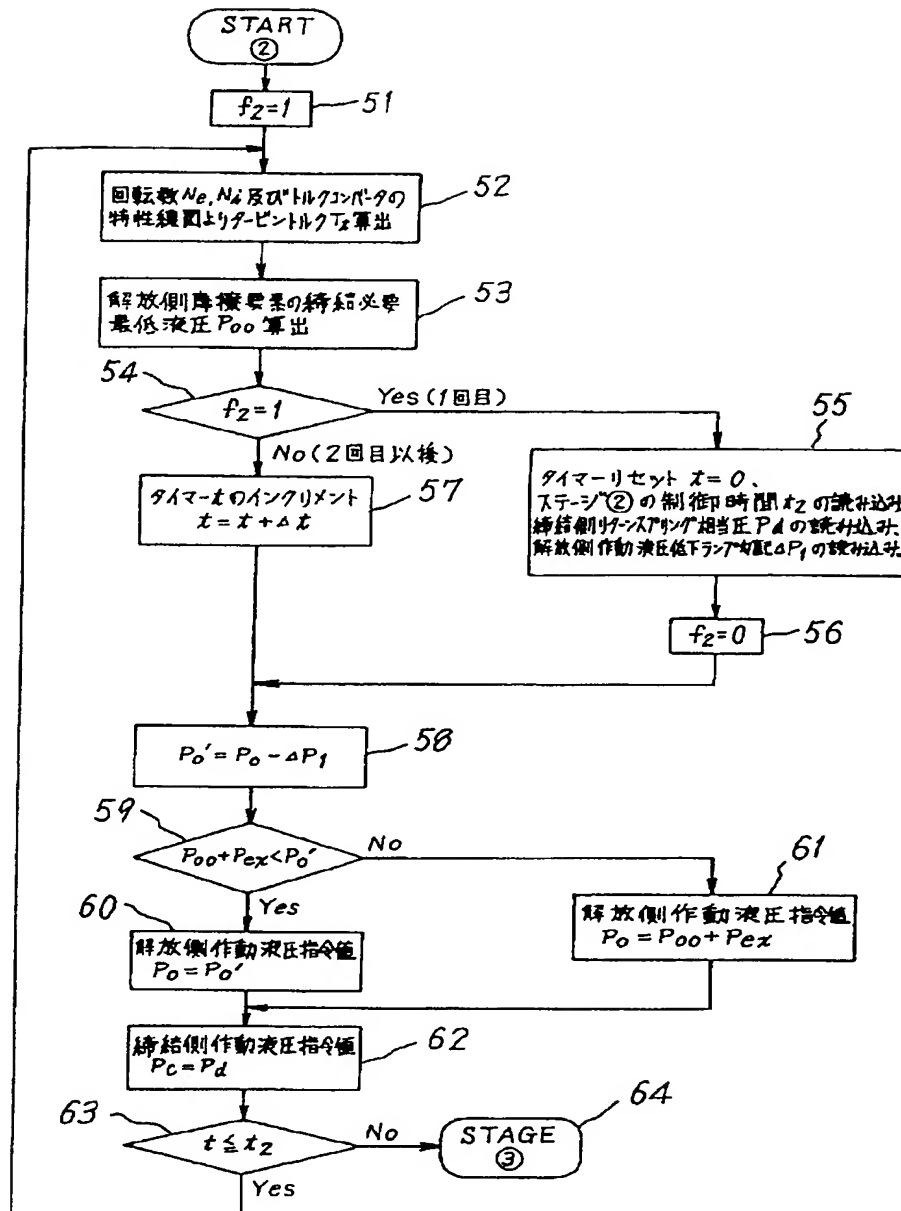 START
②
f2=1
51
回転数Ne,Ni及びトルクコンバータの
特性線図よりタービントルクTt算出
52
解放側摩擦要素の締結必要
最低液圧Poo算出
53
54
f2=1
Yes(1回目)
No(2回目以後)
55
タイマーリセット t=0、
ステージ②の制御時間t2の読み込み
締結側リターンスプリング相当圧Pdの読み込み、
解放側作動液圧低下ランプ勾配△P1の読み込み、
タイマーtのインクリメント
t=t+△t
57
f2=0
56
Po'=Po-△P1
58
59
Poo+Pex<Po'
No
Yes
61
解放側作動液圧指令値
Po=Poo+Pex
60
解放側作動液圧指令値
Po=Po'
締結側作動液圧指令値
Pc=Pd
62
63
t≦t2
No
Yes
64
STAGE
③